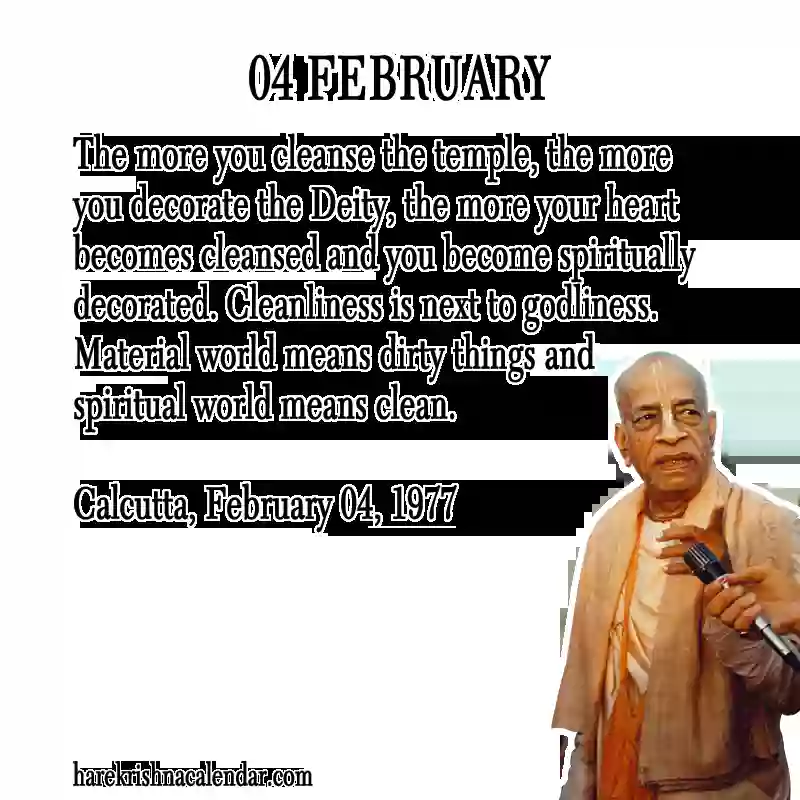 04 FEBRUARY
The more you cleanse the temple, the more
you decorate the Deity, the more your heart
becomes cleansed and you become spiritually
decorated. Cleanliness is next to godliness.
Material world means dirty things and
spiritual world means clean.
Calcutta, February 04, 1977
harekrishnacalendar.com